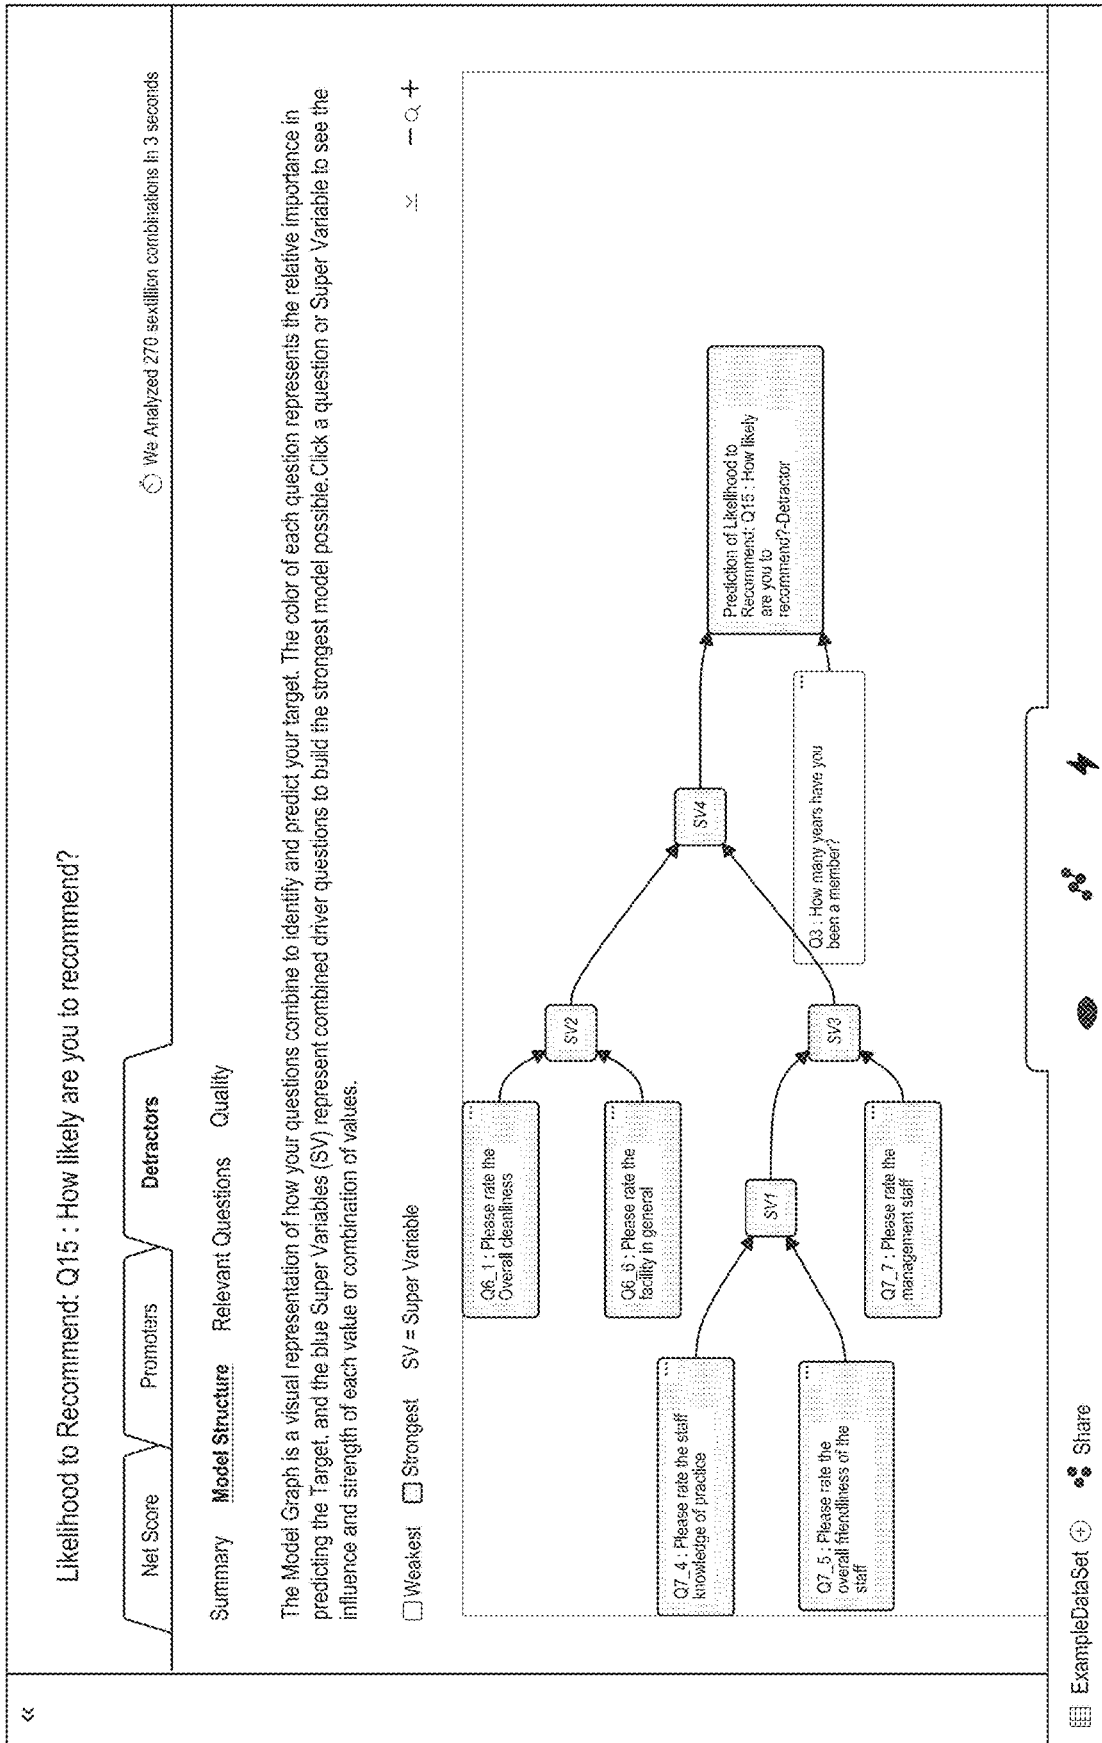 «
Likelihood to Recommend: Q15 : How likely are you to recommend?
Net Score
Promoters
Detractors
We Analyzed 270 sextillion combinations in 3 seconds
Summary
Model Structure
Relevant Questions
Quality
The Model Graph is a visual representation of how your questions combine to identify and predict your target. The color of each question represents the relative importance in
predicting the Target, and the blue Super Variables (SV) represent combined driver questions to build the strongest model possible.Click a question or Super Variable to see the
influence and strength of each value or combination of values.
Weakest
Strongest
SV = Super Variable
Q6_1 : Please rate the
Overall cleanliness
Q6_6 : Please rate the
facility in general
SV2
Q7_4 : Please rate the staff
knowledge of practice
Q7_5 : Please rate the
overall friendliness of the
staff
SV1
Q7_7 : Please rate the
management staff
SV3
SV4
Q3 : How many years have you
been a member?
Prediction of Likelihood to
Recommend: Q15 : How likely
are you to
recommend?-Detractor
ExampleDataSet
Share